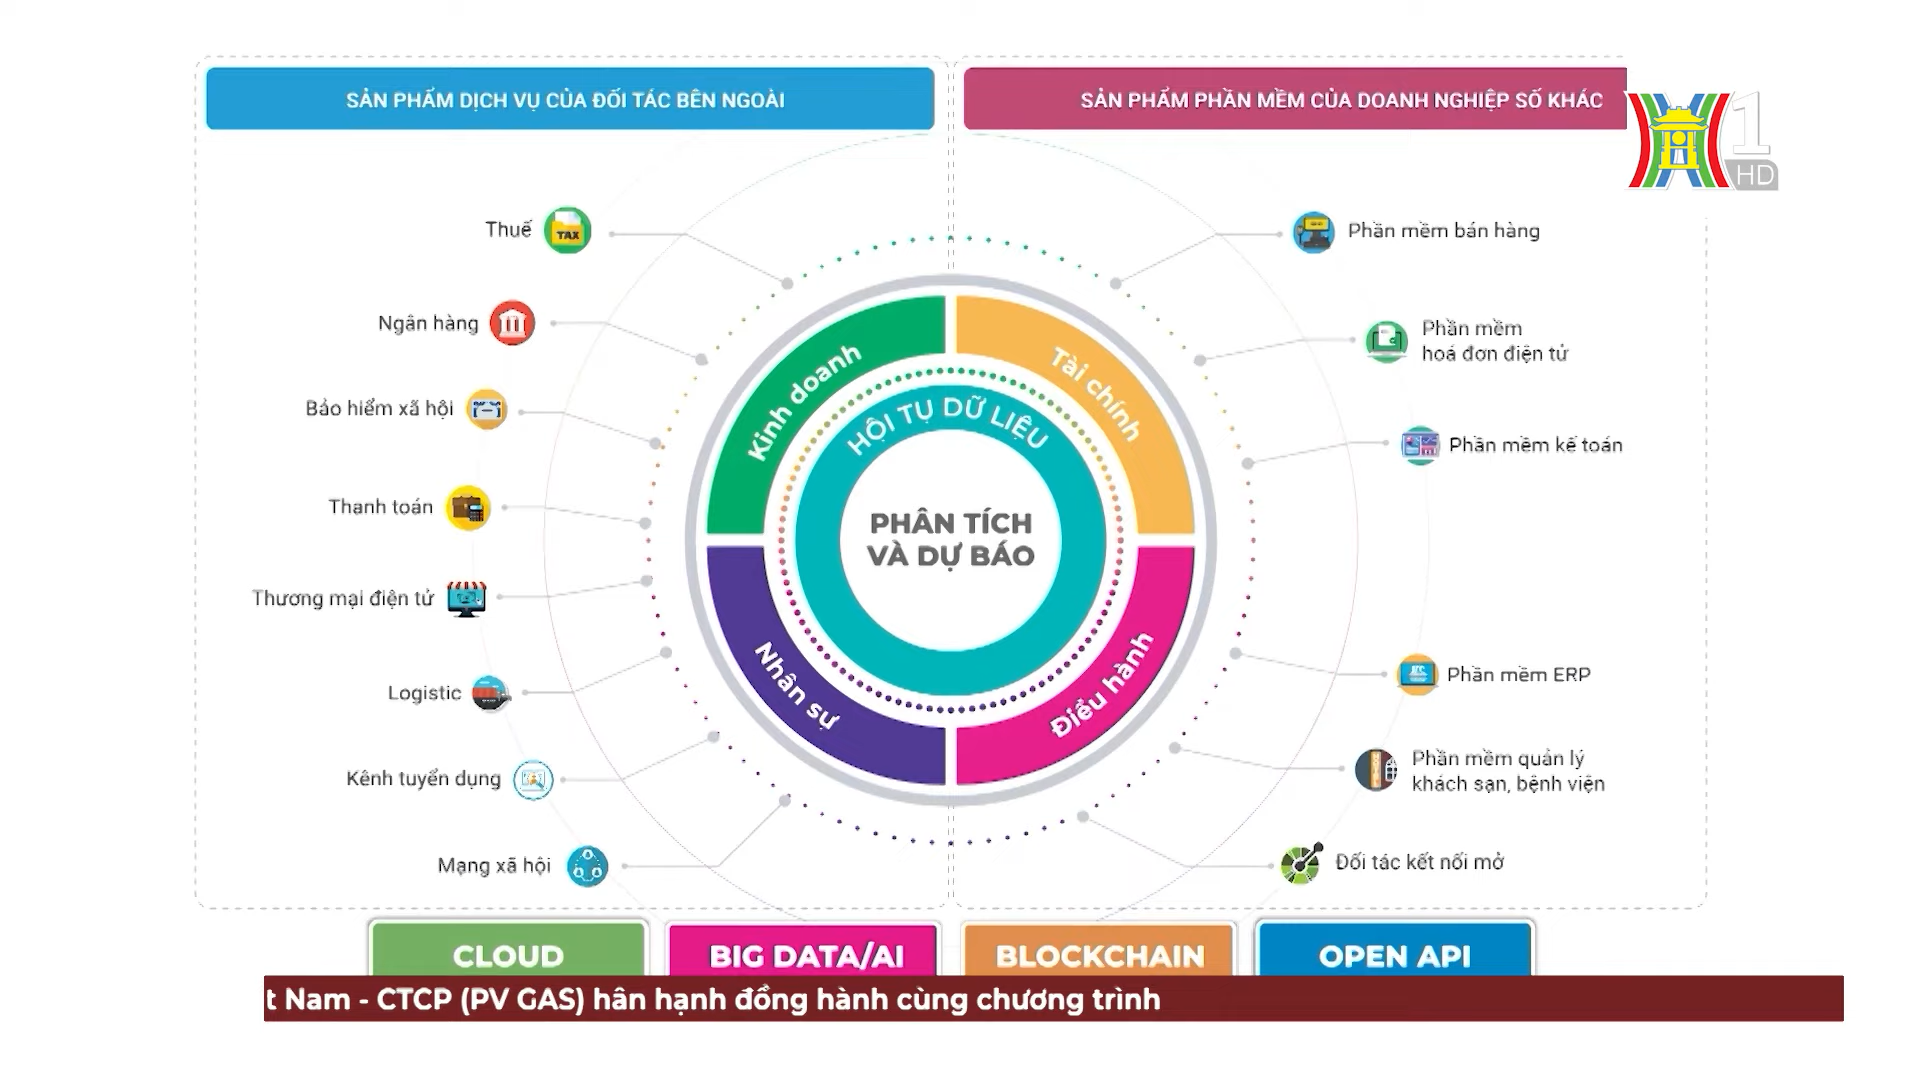 SẢN PHẨM DỊCH VỤ CỦA ĐỐI TÁC BÊN NGOÀI
SẢN PHẨM PHẦN MỀM CỦA DOANH NGHIỆP SỐ KHÁC
1
HD
Thuế
TAX
Ngân hàng
Bảo hiểm xã hội
Thanh toán
Thương mại điện tử
Logistic
Kênh tuyển dụng
Mạng xã hội
Kinh doanh
Tài chính
Nhân sự
Điều hành
HỘI TỤ DỮ LIỆU
PHÂN TÍCH
VÀ DỰ BÁO
Phần mềm bán hàng
Phần mềm
hoá đơn điện tử
Phần mềm kế toán
Phần mềm ERP
Phần mềm quản lý
khách sạn, bệnh viện
Đối tác kết nối mở
CLOUD
BIG DATA/AI
BLOCKCHAIN
OPEN API
t Nam - CTCP (PV GAS) hân hạnh đồng hành cùng chương trình